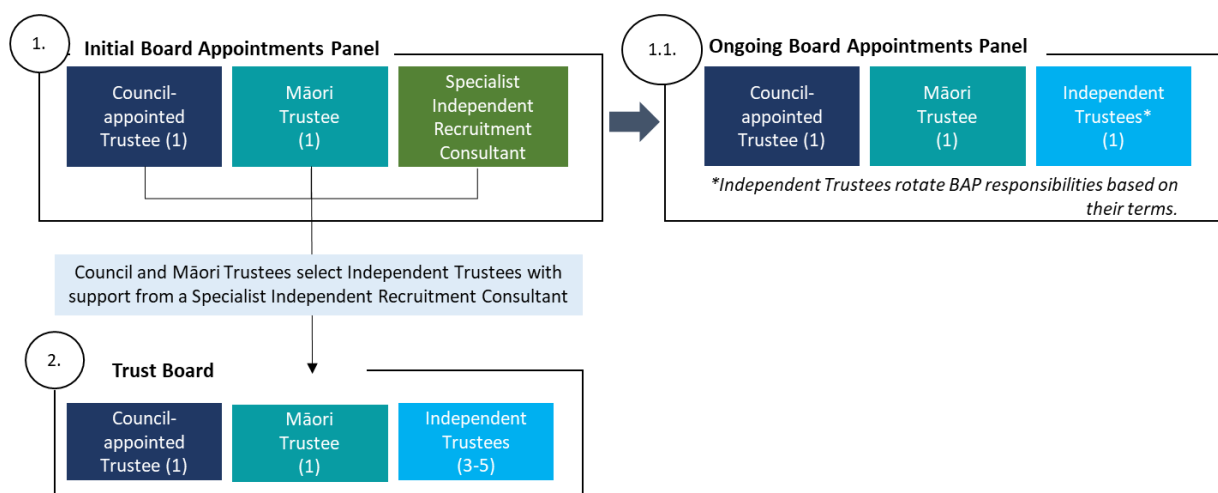 1.
Initial Board Appointments Panel
Council-
appointed
Trustee (1)
Māori
Trustee
(1)
Specialist
Independent
Recruitment
Consultant
1.1.
Ongoing Board Appointments Panel
Council-
appointed
Trustee (1)
Māori
Trustee
(1)
Independent
Trustees*
(1)
*Independent Trustees rotate BAP responsibilities based on
their terms.
Council and Māori Trustees select Independent Trustees with
support from a Specialist Independent Recruitment Consultant
2.
Trust Board
Council-
appointed
Trustee (1)
Māori
Trustee
(1)
Independent
Trustees
(3-5)